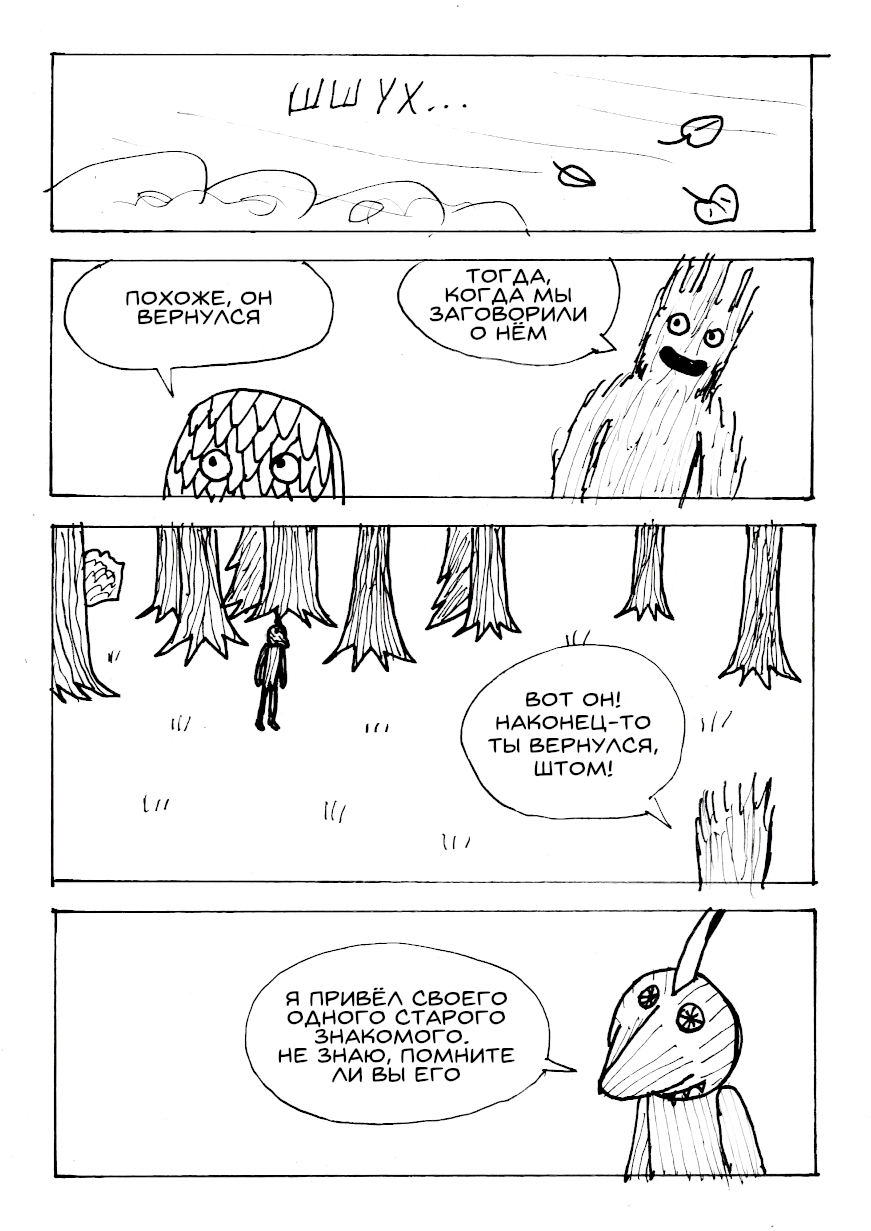 ШШУХ...
ПОХОЖЕ, ОН
ВЕРНУЛСЯ
ТОГДА,
КОГДА МЫ
ЗАГОВОРИЛИ
О НЁМ
ВОТ ОН!
НАКОНЕЦ-ТО
ТЫ ВЕРНУЛСЯ,
ШТОМ!
Я ПРИВЁЛ СВОЕГО
ОДНОГО СТАРОГО
ЗНАКОМОГО.
НЕ ЗНАЮ, ПОМНИТЕ
ЛИ ВЫ ЕГО